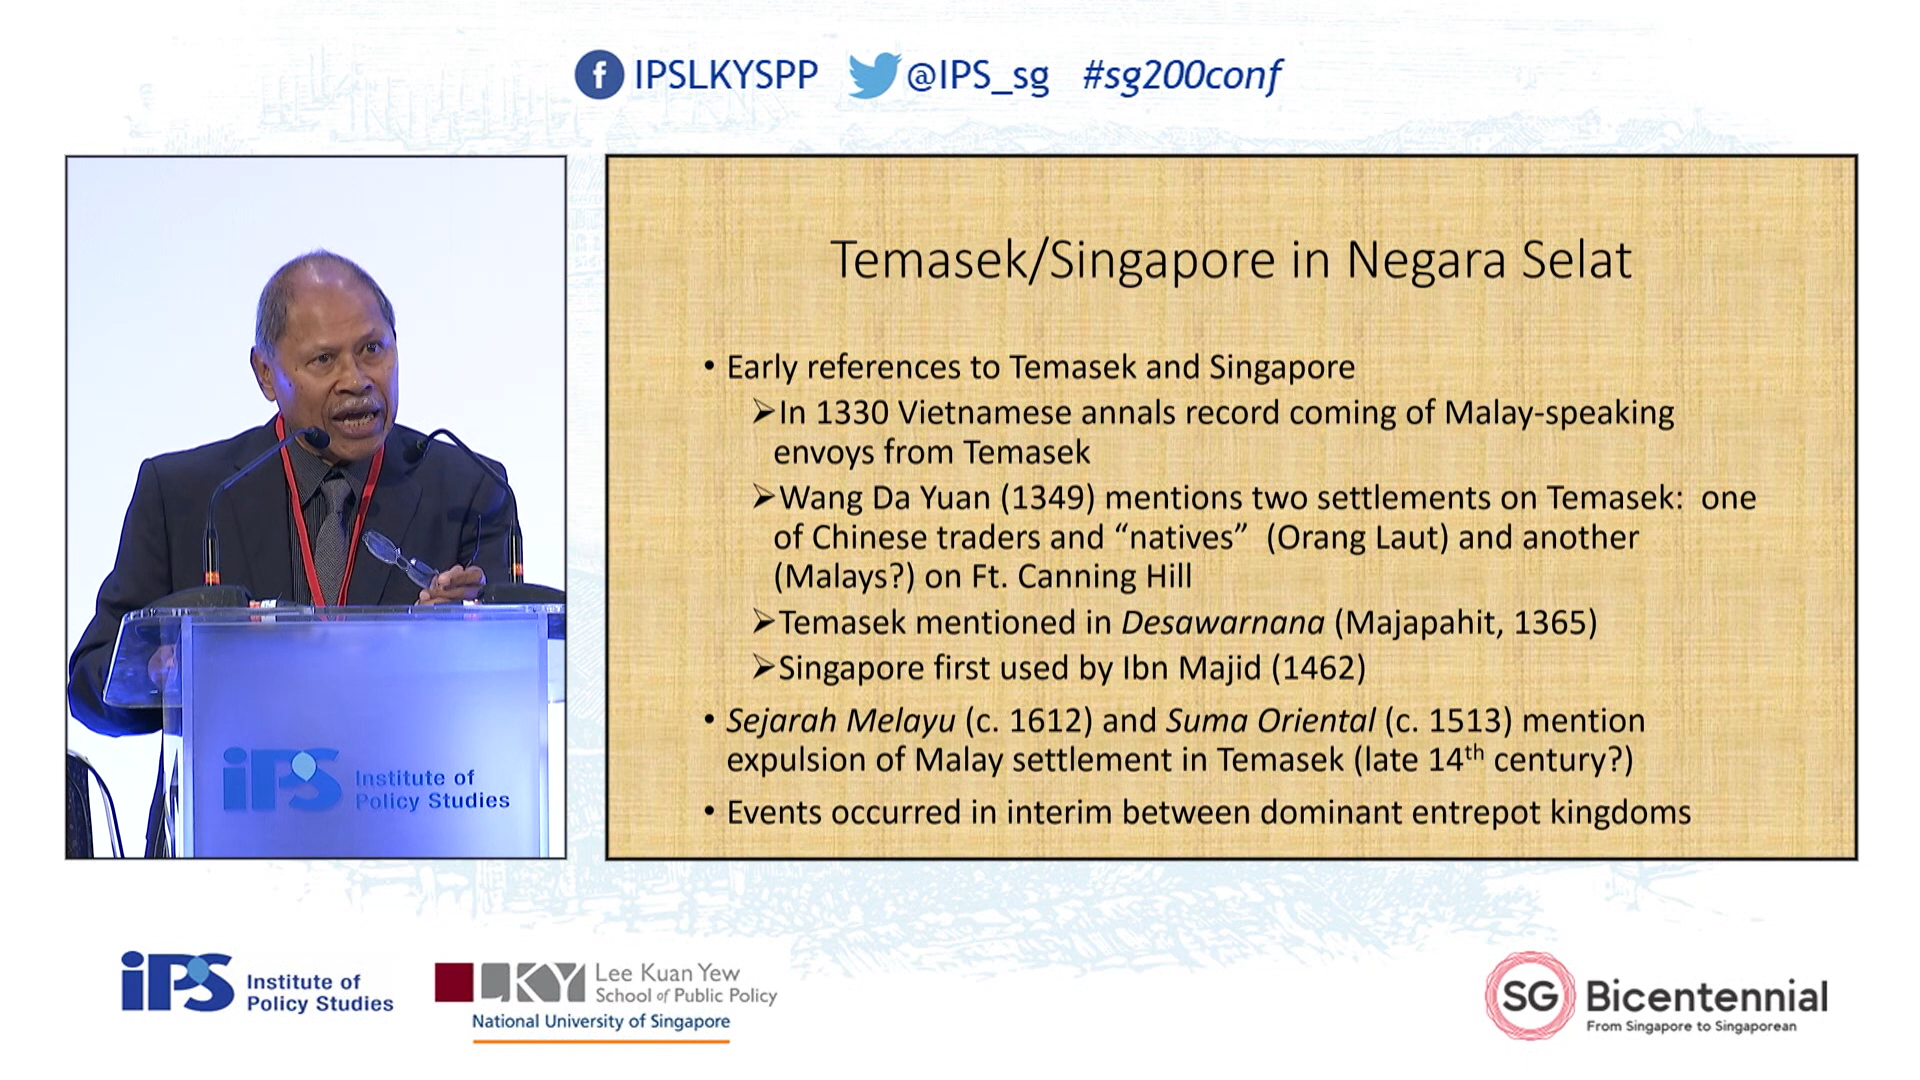 IPSLKYSPP @IPS_sg #sg200conf
Temasek/Singapore in Negara Selat
• Early references to Temasek and Singapore
➢In 1330 Vietnamese annals record coming of Malay-speaking
envoys from Temasek
➢Wang Da Yuan (1349) mentions two settlements on Temasek: one
of Chinese traders and “natives” (Orang Laut) and another
(Malays?) on Ft. Canning Hill
➢Temasek mentioned in Desawarnana (Majapahit, 1365)
➢Singapore first used by Ibn Majid (1462)
• Sejarah Melayu (c. 1612) and Suma Oriental (c. 1513) mention
expulsion of Malay settlement in Temasek (late 14th century?)
• Events occurred in interim between dominant entrepot kingdoms
iPS Institute of
Policy Studies
iPS Institute of
Policy Studies
LKY Lee Kuan Yew
School of Public Policy
National University of Singapore
SG Bicentennial
From Singapore to Singaporean